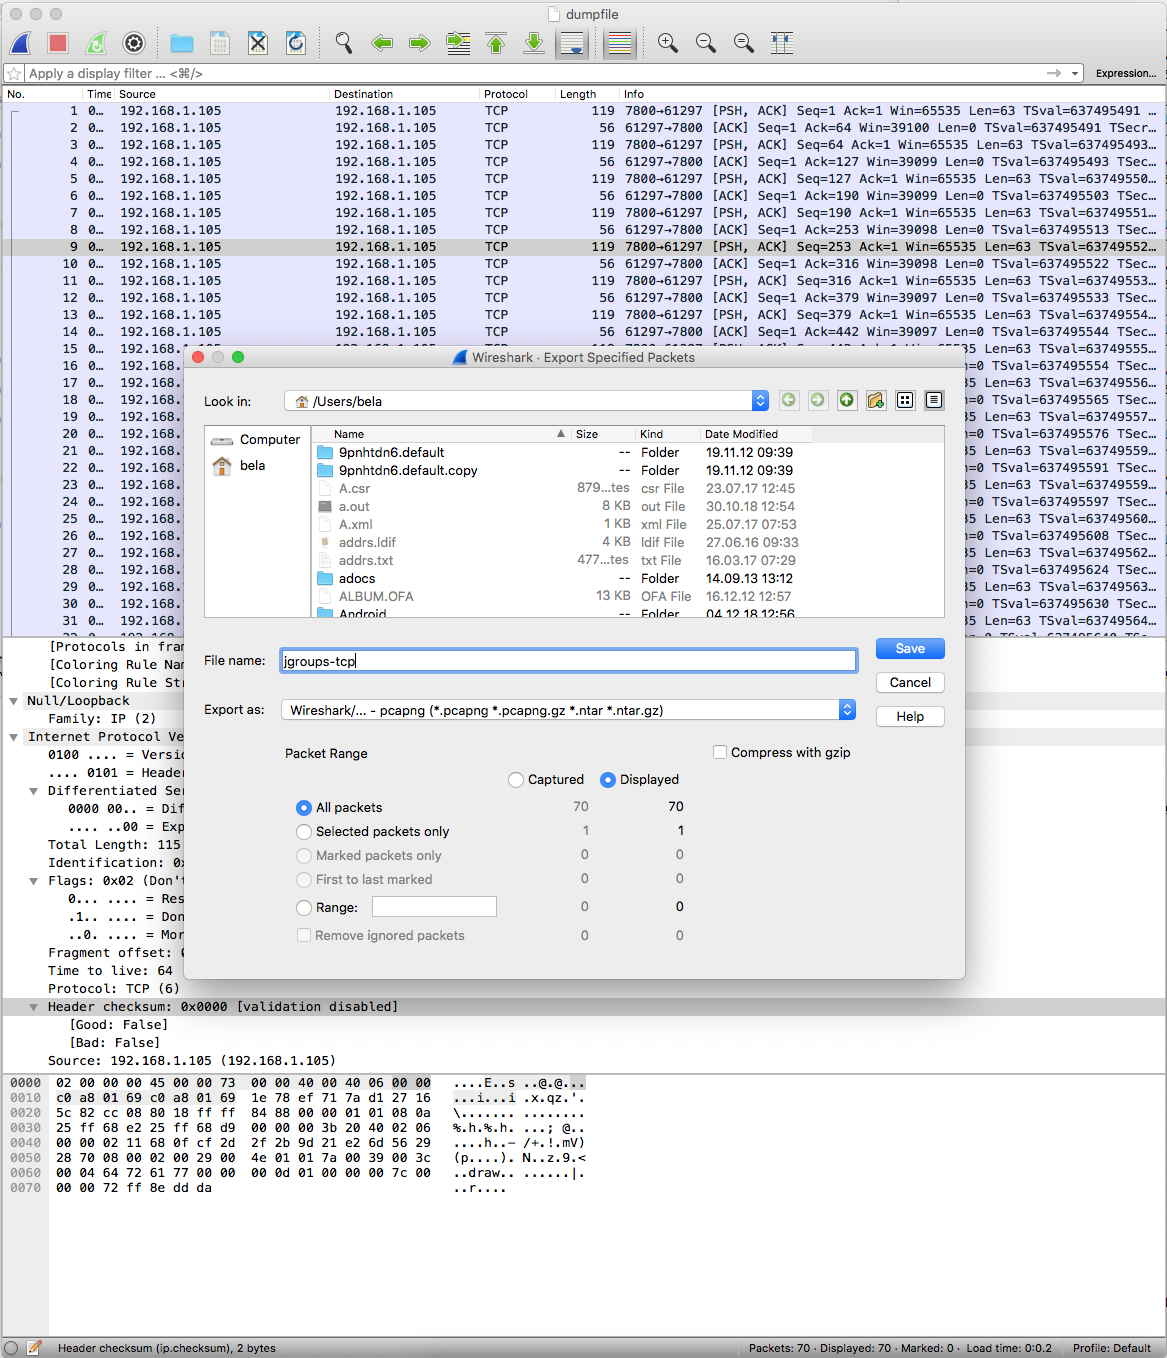 dumpfile
Apply a display filter ... <⌘/>
Expression...
No. Time Source Destination Protocol Length Info
1 0… 192.168.1.105 192.168.1.105 TCP 119 7800→61297 [PSH, ACK] Seq=1 Ack=1 Win=65535 Len=63 TSval=637495491 …
2 0… 192.168.1.105 192.168.1.105 TCP 56 61297→7800 [ACK] Seq=1 Ack=64 Win=39100 Len=0 TSval=637495491 TSecr…
3 0… 192.168.1.105 192.168.1.105 TCP 119 7800→61297 [PSH, ACK] Seq=64 Ack=1 Win=65535 Len=63 TSval=637495493…
4 0… 192.168.1.105 192.168.1.105 TCP 56 61297→7800 [ACK] Seq=1 Ack=127 Win=39099 Len=0 TSval=637495493 TSec…
5 0… 192.168.1.105 192.168.1.105 TCP 119 7800→61297 [PSH, ACK] Seq=127 Ack=1 Win=65535 Len=63 TSval=63749550…
6 0… 192.168.1.105 192.168.1.105 TCP 56 61297→7800 [ACK] Seq=1 Ack=190 Win=39099 Len=0 TSval=637495503 TSec…
7 0… 192.168.1.105 192.168.1.105 TCP 119 7800→61297 [PSH, ACK] Seq=190 Ack=1 Win=65535 Len=63 TSval=63749551…
8 0… 192.168.1.105 192.168.1.105 TCP 56 61297→7800 [ACK] Seq=1 Ack=253 Win=39098 Len=0 TSval=637495513 TSec…
9 0… 192.168.1.105 192.168.1.105 TCP 119 7800→61297 [PSH, ACK] Seq=253 Ack=1 Win=65535 Len=63 TSval=63749552…
10 0… 192.168.1.105 192.168.1.105 TCP 56 61297→7800 [ACK] Seq=1 Ack=316 Win=39098 Len=0 TSval=637495522 TSec…
11 0… 192.168.1.105 192.168.1.105 TCP 119 7800→61297 [PSH, ACK] Seq=316 Ack=1 Win=65535 Len=63 TSval=63749553…
12 0… 192.168.1.105 192.168.1.105 TCP 56 61297→7800 [ACK] Seq=1 Ack=379 Win=39097 Len=0 TSval=637495533 TSec…
13 0… 192.168.1.105 192.168.1.105 TCP 119 7800→61297 [PSH, ACK] Seq=379 Ack=1 Win=65535 Len=63 TSval=63749554…
14 0… 192.168.1.105 192.168.1.105 TCP 56 61297→7800 [ACK] Seq=1 Ack=442 Win=39097 Len=0 TSval=637495544 TSec…
15 0… 192.168.1.105 35 Len=63 TSval=63749555…
16 0… 192.168. n=0 TSval=637495554 TSec…
17 0… 192.168. 35 Len=63 TSval=63749556…
18 0… 192.168. n=0 TSval=637495565 TSec…
19 0… 192.168. 35 Len=63 TSval=63749557…
20 0… 192.168. n=0 TSval=637495576 TSec…
21 0… 192.168. 35 Len=63 TSval=63749559…
22 0… 192.168. n=0 TSval=637495591 TSec…
23 0… 192.168. 35 Len=63 TSval=63749559…
24 0… 192.168. n=0 TSval=637495597 TSec…
25 0… 192.168. 35 Len=63 TSval=63749560…
26 0… 192.168. n=0 TSval=637495608 TSec…
27 0… 192.168. 35 Len=63 TSval=63749562…
28 0… 192.168. n=0 TSval=637495624 TSec…
29 0… 192.168. 35 Len=63 TSval=63749563…
30 0… 192.168. n=0 TSval=637495630 TSec…
31 0… 192.168. 35 Len=63 TSval=63749564…
Wireshark · Export Specified Packets
Look in: /Users/bela
Computer
bela
Name Size Kind Date Modified
9pnhtdn6.default -- Folder 19.11.12 09:39
9pnhtdn6.default.copy -- Folder 19.11.12 09:39
A.csr 879...tes csr File 23.07.17 12:45
a.out 8 KB out File 30.10.18 12:54
A.xml 1 KB xml File 25.07.17 07:53
addrs.ldif 4 KB ldif File 27.06.16 09:33
addrs.txt 477...tes txt File 16.03.17 07:29
adocs -- Folder 14.09.13 13:12
ALBUM.OFA 13 KB OFA File 16.12.12 12:57
Android -- Folder 04.12.18 12:56
File name: jgroups-tcp
Save
Cancel
Export as: Wireshark/... - pcapng (*.pcapng *.pcapng.gz *.ntar *.ntar.gz)
Help
Packet Range
Compress with gzip
Captured Displayed
All packets 70 70
Selected packets only 1 1
Marked packets only 0 0
First to last marked 0 0
Range: 0 0
Remove ignored packets 0 0
[Protocols in fram
[Coloring Rule Nam
[Coloring Rule Str
Null/Loopback
Family: IP (2)
Internet Protocol Ve
0100 .... = Versio
.... 0101 = Header
Differentiated Ser
0000 00.. = Dif
.... ..00 = Exp
Total Length: 115
Identification: 0x
Flags: 0x02 (Don't
0... .... = Res
.1.. .... = Don
..0. .... = Mor
Fragment offset: 0
Time to live: 64
Protocol: TCP (6)
Header checksum: 0x0000 [validation disabled]
[Good: False]
[Bad: False]
Source: 192.168.1.105 (192.168.1.105)
0000 02 00 00 00 45 00 00 73 00 00 40 00 40 06 00 00 ....E..s ..@.@...
0010 c0 a8 01 69 c0 a8 01 69 1e 78 ef 71 7a d1 27 16 ...i...i .x.qz.'.
0020 5c 82 cc 08 80 18 ff ff 84 88 00 00 01 01 08 0a \....... ........
0030 25 ff 68 e2 25 ff 68 d9 00 00 00 3b 20 40 02 06 %.h.%.h. ...; @..
0040 00 00 02 11 68 0f cf 2d 2f 2b 9d 21 e2 6d 56 29 ....h..- /+.!.mV)
0050 28 70 08 00 02 00 29 00 4e 01 01 7a 00 39 00 3c (p....). N..z.9.<
0060 00 04 64 72 61 77 00 00 00 0d 01 00 00 00 7c 00 ..draw.. ......|.
0070 00 00 72 ff 8e dd da ..r....
Header checksum (ip.checksum), 2 bytes
Packets: 70 · Displayed: 70 · Marked: 0 · Load time: 0:0.2
Profile: Default